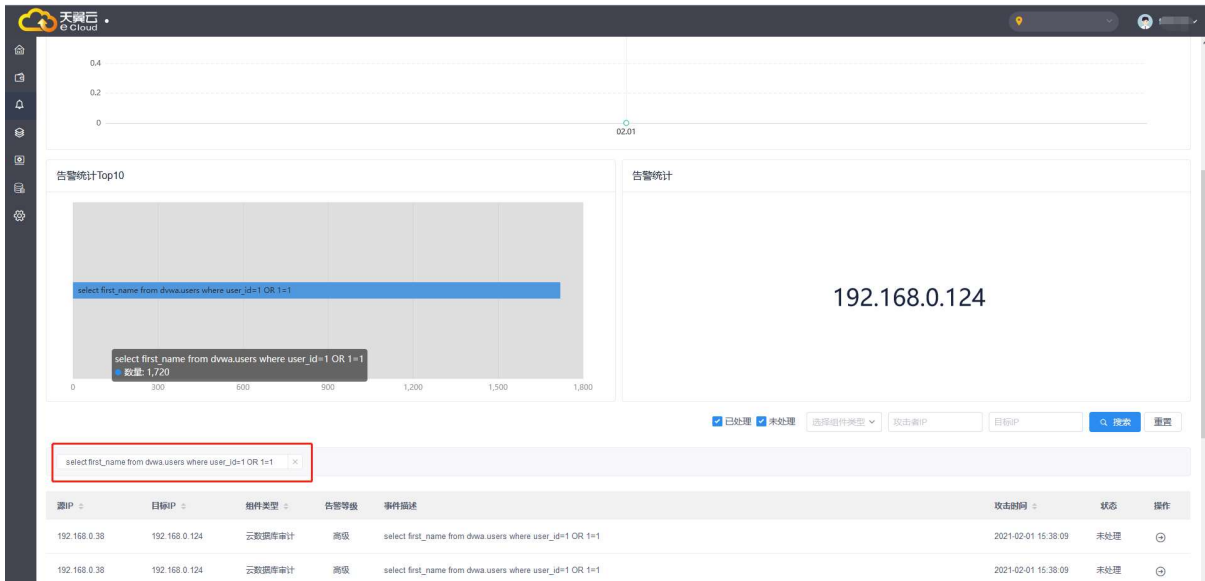 天翼云
e Cloud
0.4
0.2
0
02.01
告警统计Top10
告警统计
select first_name from dvwa.users where user_id=1 OR 1=1
192.168.0.124
select first_name from dvwa.users where user_id=1 OR 1=1
数量: 1,720
0 300 600 900 1,200 1,500 1,800
已处理 未处理 选择组件类型 攻击者IP 目标IP 搜索 重置
select first_name from dvwa.users where user_id=1 OR 1=1 ×
源IP 目标IP 组件类型 告警等级 事件描述 攻击时间 状态 操作
192.168.0.38 192.168.0.124 云数据库审计 高级 select first_name from dvwa.users where user_id=1 OR 1=1 2021-02-01 15:38:09 未处理
192.168.0.38 192.168.0.124 云数据库审计 高级 select first_name from dvwa.users where user_id=1 OR 1=1 2021-02-01 15:38:09 未处理